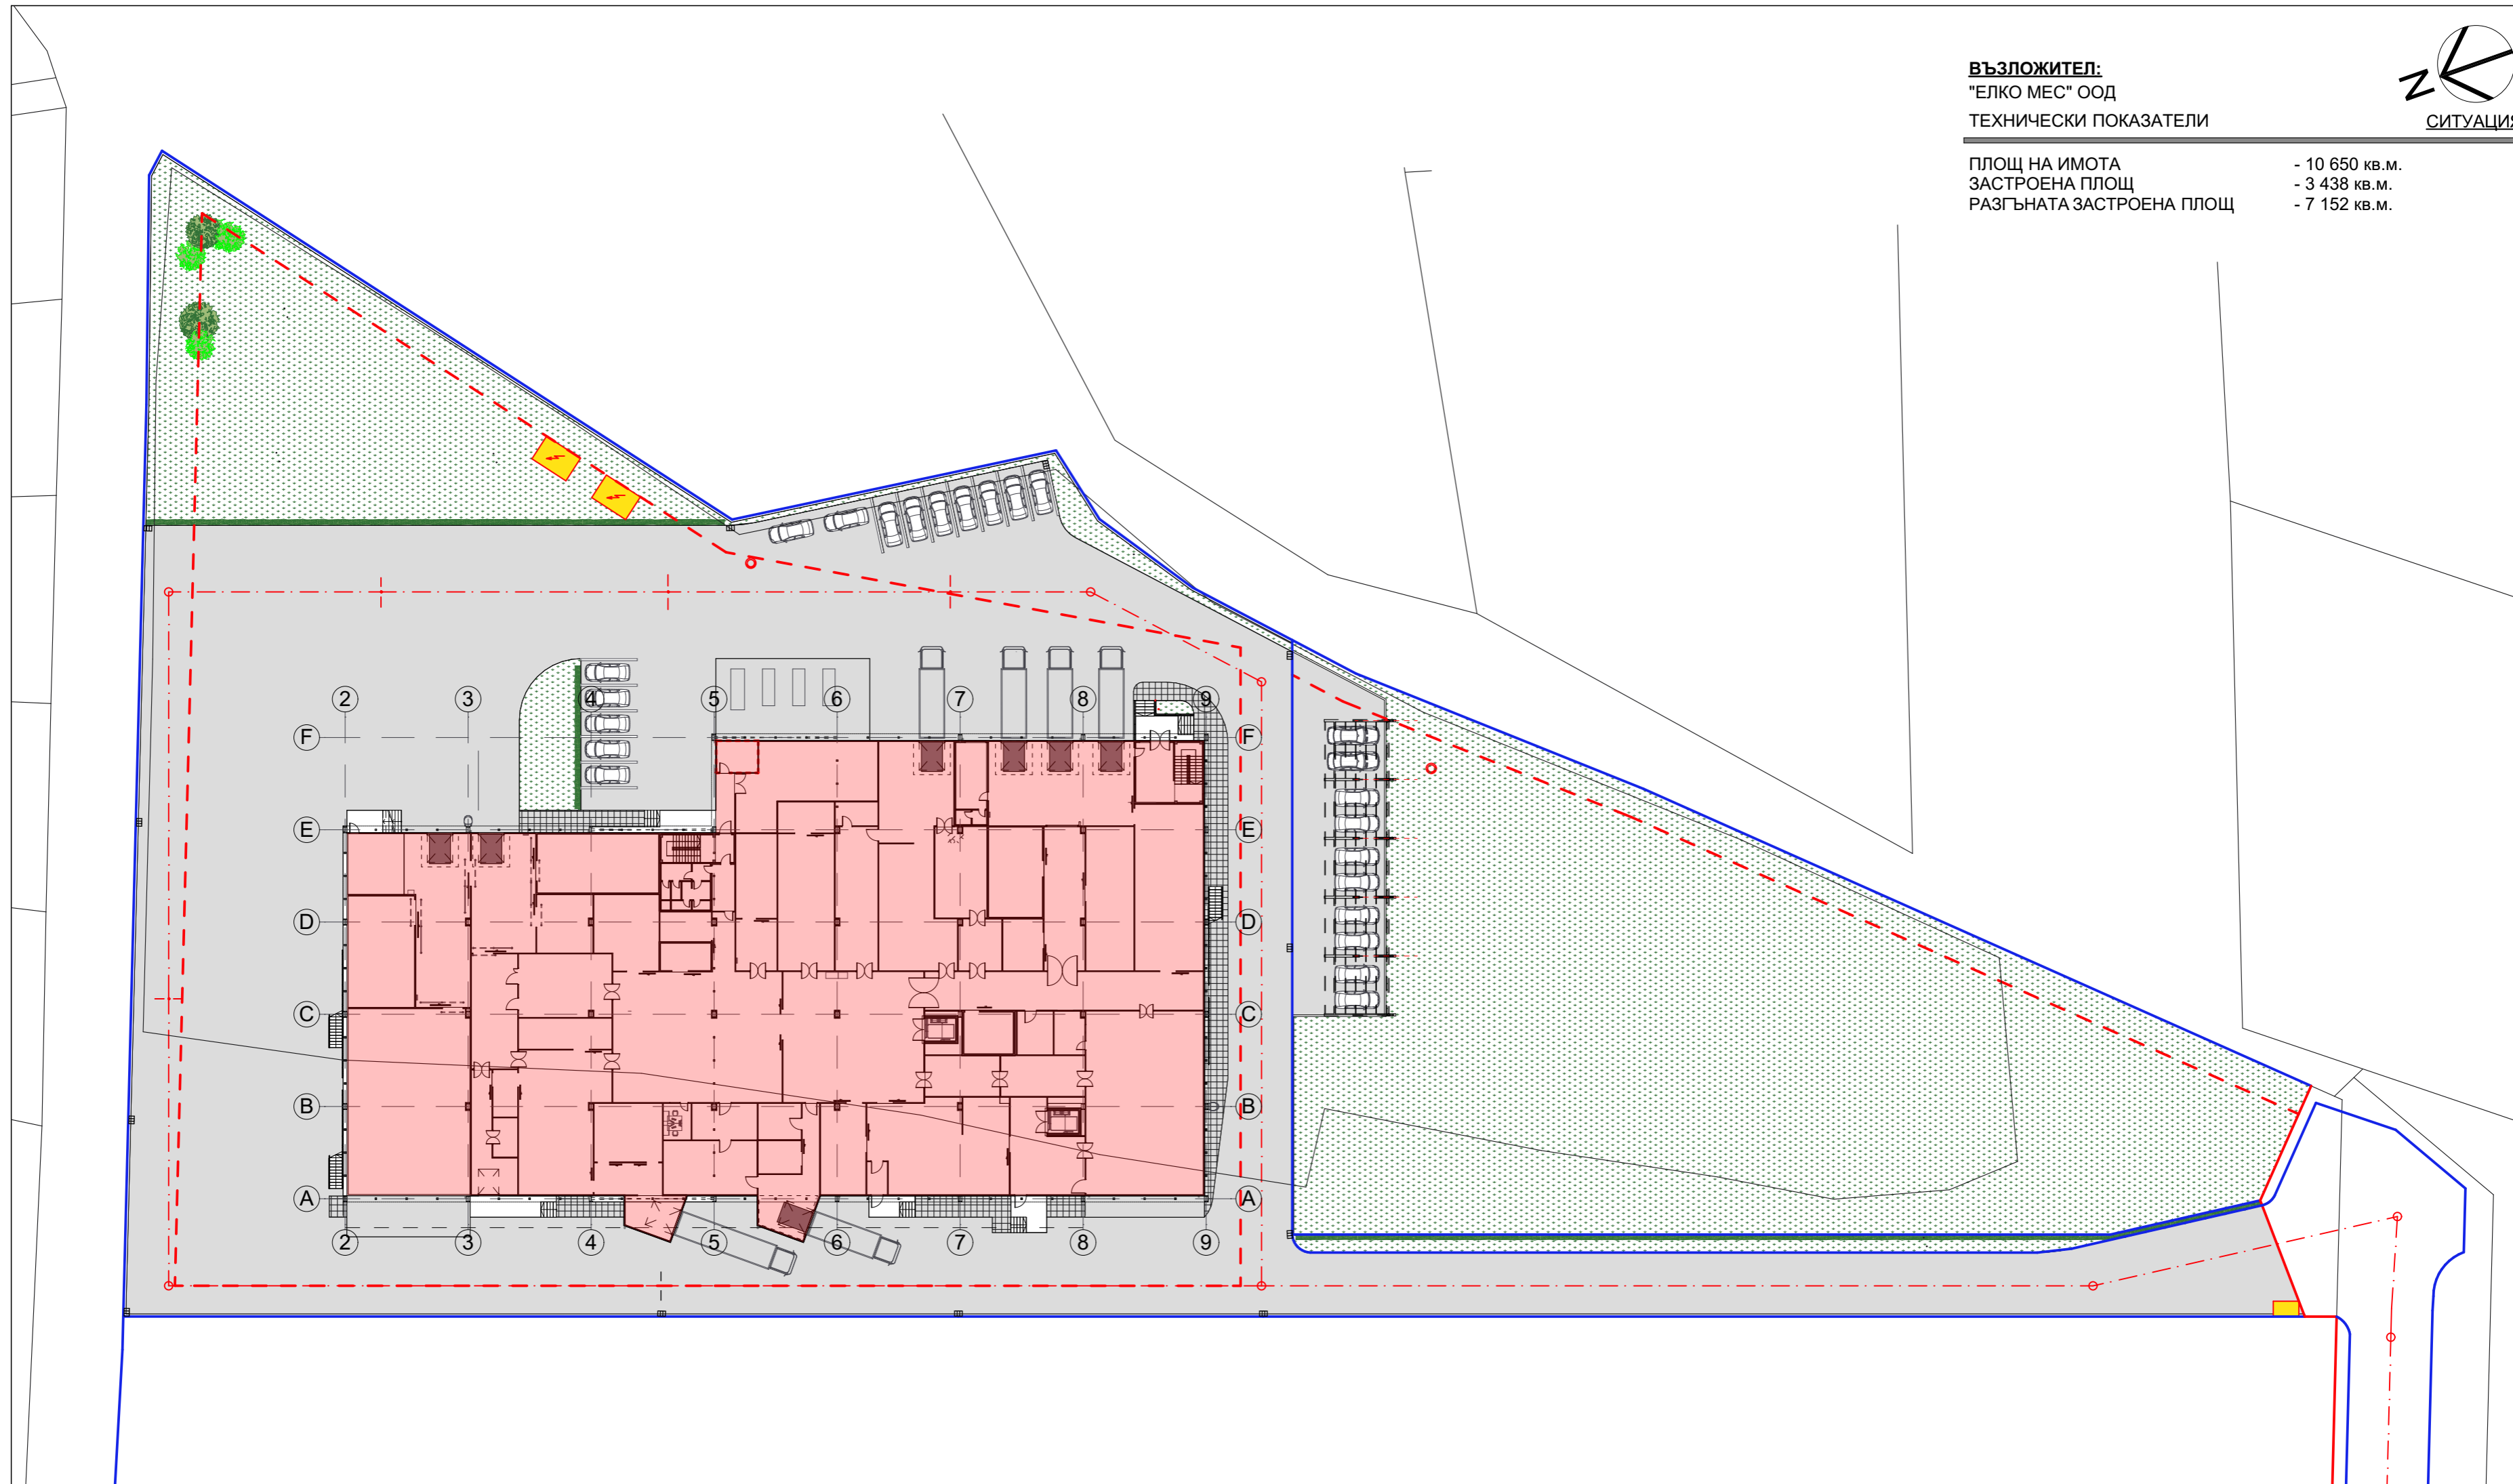 ВЪЗЛОЖИТЕЛ:
"ЕЛКО МЕС" ООД
ТЕХНИЧЕСКИ ПОКАЗАТЕЛИ
N
СИТУАЦИЯ
ПЛОЩ НА ИМОТА - 10 650 кв.м.
ЗАСТРОЕНА ПЛОЩ - 3 438 кв.м.
РАЗГЪНАТА ЗАСТРОЕНА ПЛОЩ - 7 152 кв.м.
2 3 4 5 6 7 8 9
F F
E E
D D
C C
B B
A A
2 3 4 5 6 7 8 9